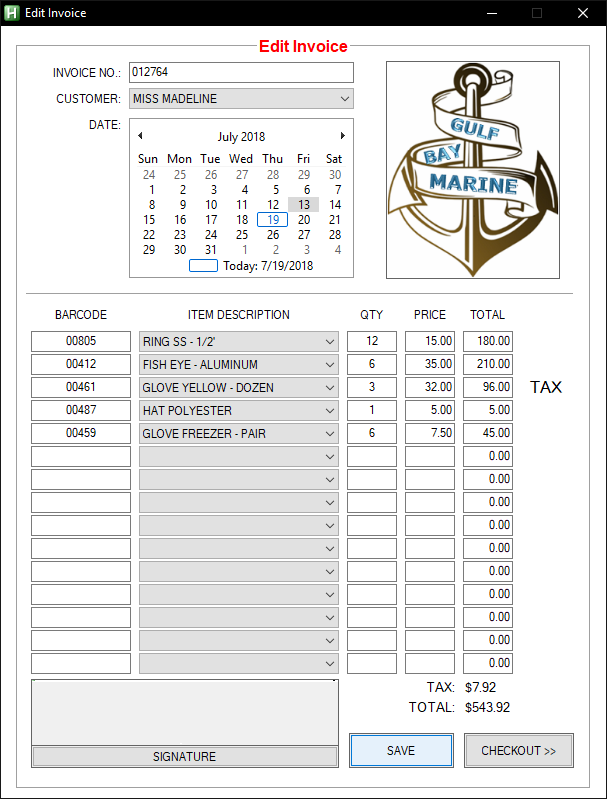 Edit Invoice
Edit Invoice
INVOICE NO.: 012764
CUSTOMER: MISS MADELINE
DATE:
July 2018
Sun Mon Tue Wed Thu Fri Sat
24 25 26 27 28 29 30
1 2 3 4 5 6 7
8 9 10 11 12 13 14
15 16 17 18 19 20 21
22 23 24 25 26 27 28
29 30 31 1 2 3 4
Today: 7/19/2018
GULF
BAY
MARINE
BARCODE ITEM DESCRIPTION QTY PRICE TOTAL
00805 RING SS - 1/2' 12 15.00 180.00
00412 FISH EYE - ALUMINUM 6 35.00 210.00
00461 GLOVE YELLOW - DOZEN 3 32.00 96.00 TAX
00487 HAT POLYESTER 1 5.00 5.00
00459 GLOVE FREEZER - PAIR 6 7.50 45.00
0.00
0.00
0.00
0.00
0.00
0.00
0.00
0.00
0.00
0.00
TAX: $7.92
TOTAL: $543.92
SIGNATURE
SAVE
CHECKOUT >>